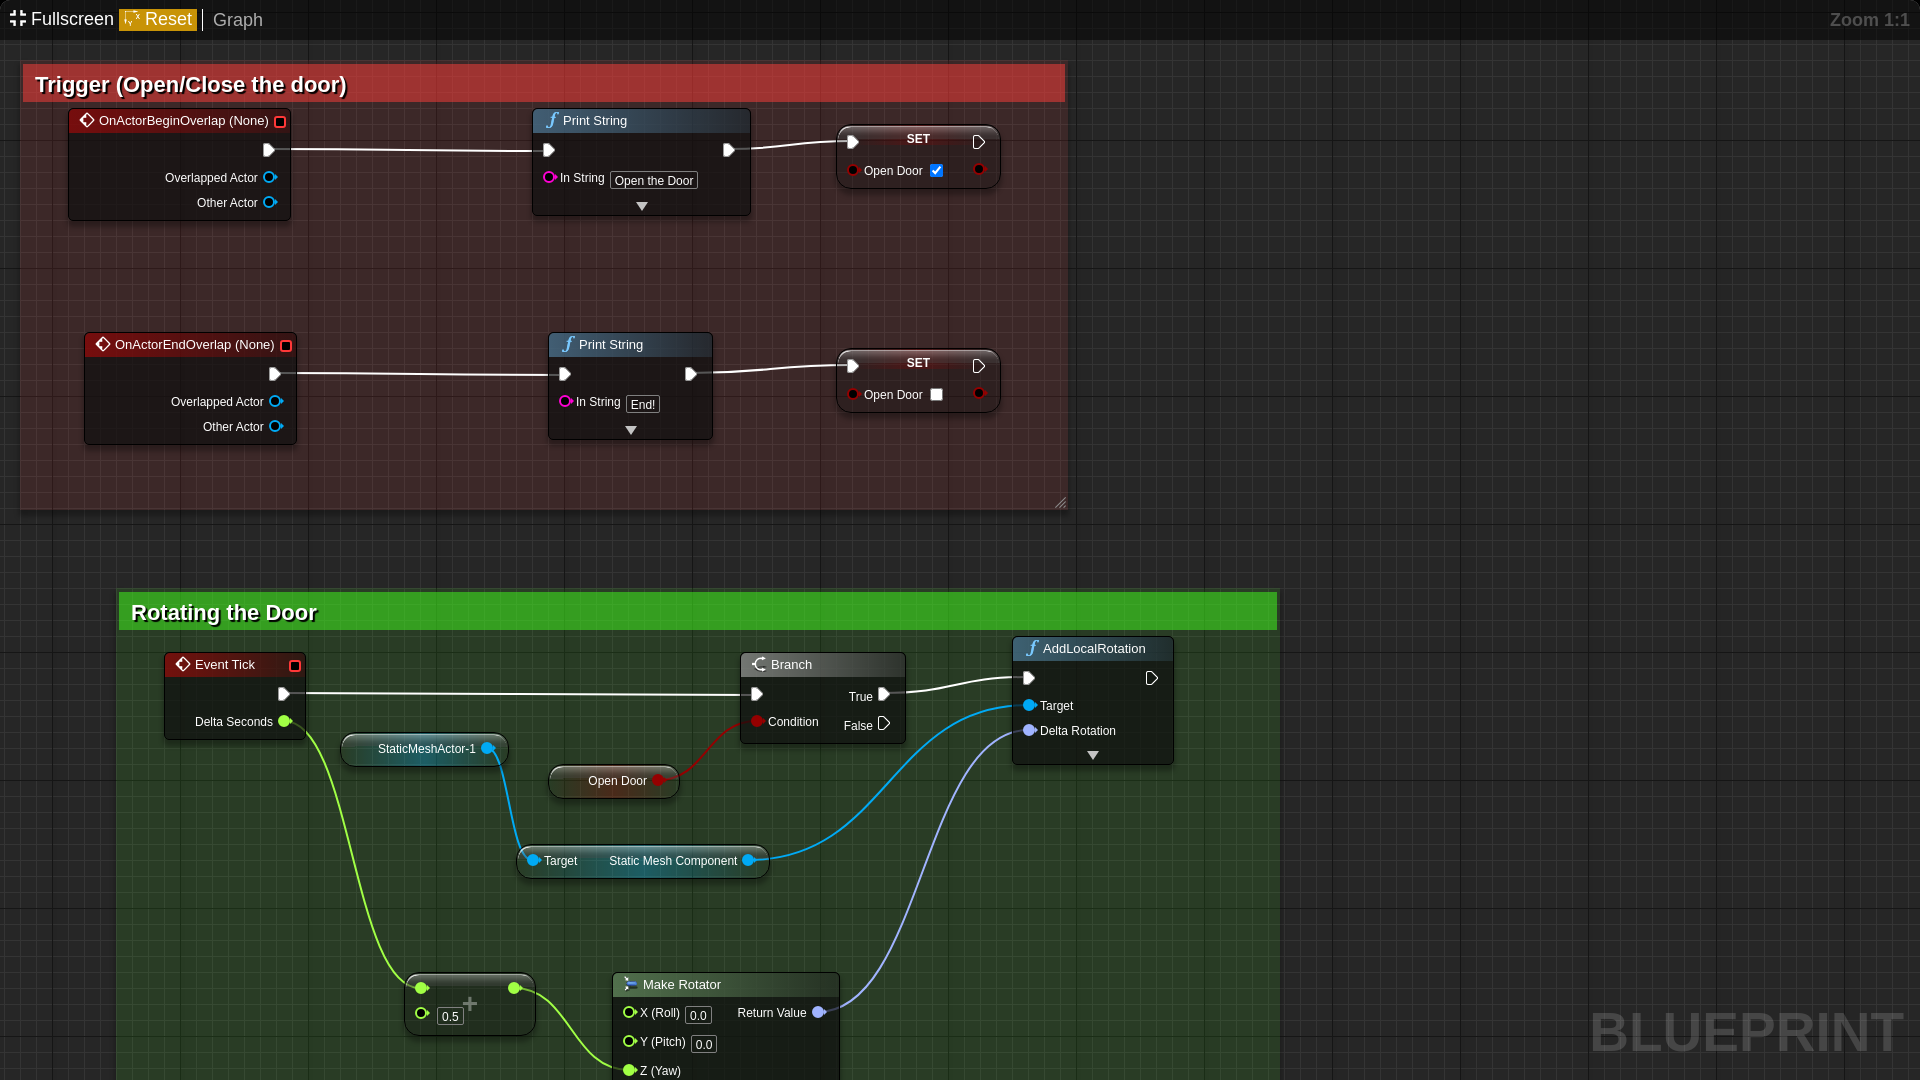 Fullscreen Reset Graph Zoom 1:1
Trigger (Open/Close the door)
OnActorBeginOverlap (None)
Overlapped Actor
Other Actor
Print String
In String Open the Door
SET
Open Door
OnActorEndOverlap (None)
Overlapped Actor
Other Actor
Print String
In String End!
SET
Open Door
Rotating the Door
Event Tick
Delta Seconds
StaticMeshActor-1
Open Door
Target Static Mesh Component
Branch
True
Condition
False
AddLocalRotation
Target
Delta Rotation
+
0.5
Make Rotator
X (Roll) 0.0 Return Value
Y (Pitch) 0.0
Z (Yaw)
BLUEPRINT